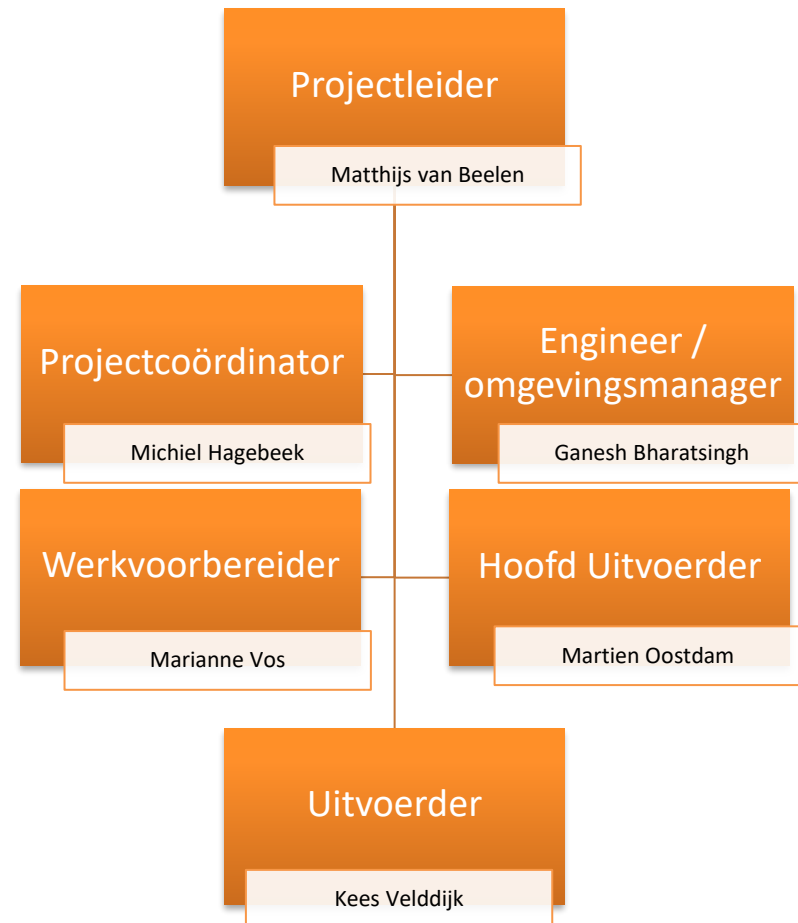 Projectleider
Matthijs van Beelen
Projectcoördinator
Michiel Hagebeek
Engineer /
omgevingsmanager
Ganesh Bharatsingh
Werkvoorbereider
Marianne Vos
Hoofd Uitvoerder
Martien Oostdam
Uitvoerder
Kees Velddijk